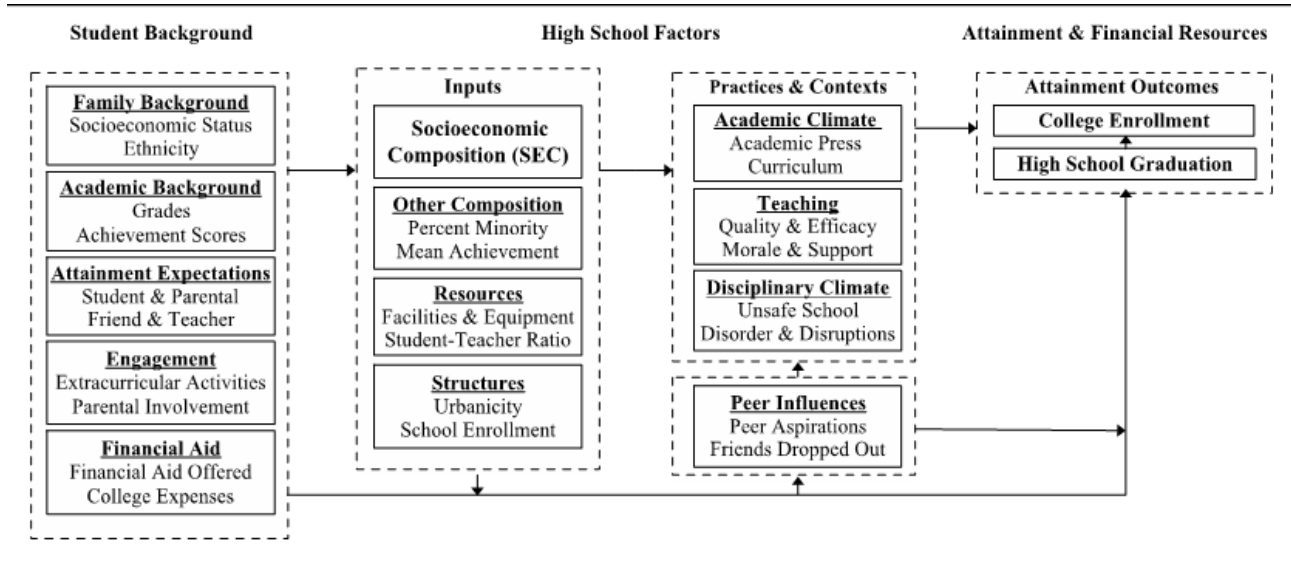 Student Background
High School Factors
Attainment & Financial Resources
Family Background
Socioeconomic Status
Ethnicity
Academic Background
Grades
Achievement Scores
Attainment Expectations
Student & Parental
Friend & Teacher
Engagement
Extracurricular Activities
Parental Involvement
Financial Aid
Financial Aid Offered
College Expenses
Inputs
Socioeconomic
Composition (SEC)
Other Composition
Percent Minority
Mean Achievement
Resources
Facilities & Equipment
Student-Teacher Ratio
Structures
Urbanicity
School Enrollment
Practices & Contexts
Academic Climate
Academic Press
Curriculum
Teaching
Quality & Efficacy
Morale & Support
Disciplinary Climate
Unsafe School
Disorder & Disruptions
Peer Influences
Peer Aspirations
Friends Dropped Out
Attainment Outcomes
College Enrollment
High School Graduation